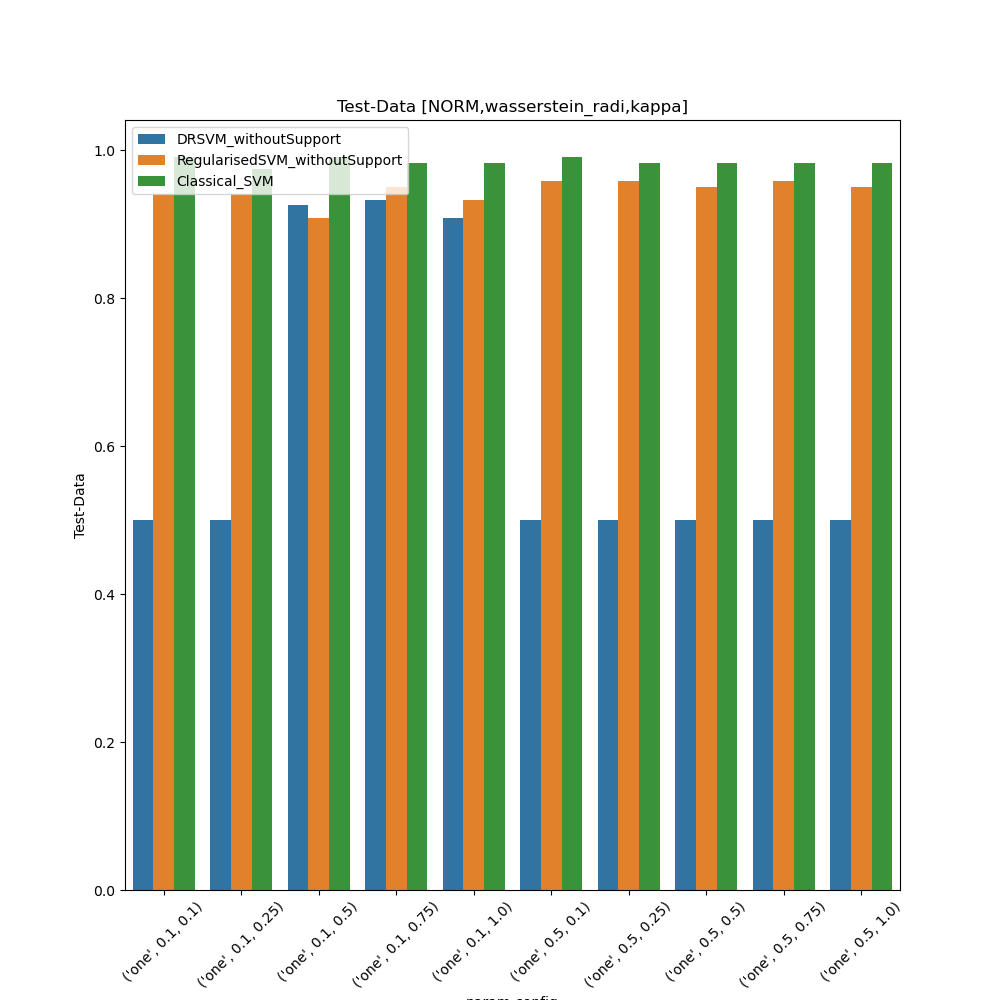 Test-Data [NORM,wasserstein_radi,kappa]
DRSVM_withoutSupport
RegularisedSVM_withoutSupport
Classical_SVM
1.0
0.8
0.6
0.4
0.2
0.0
Test-Data
('one', 0.1, 0.1)
('one', 0.1, 0.25)
('one', 0.1, 0.5)
('one', 0.1, 0.75)
('one', 0.1, 1.0)
('one', 0.5, 0.1)
('one', 0.5, 0.25)
('one', 0.5, 0.5)
('one', 0.5, 0.75)
('one', 0.5, 1.0)